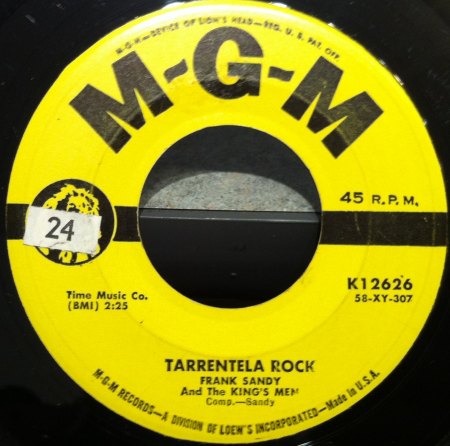 M-G-M—DEVICE OF LION'S HEAD—REG. U. S. PAT. OFF.
M-G-M
45 R.P.M.
24
K12626
58-XY-307
Time Music Co.
(BMI) 2:25
TARRENTELA ROCK
FRANK SANDY
And The KING'S MEN
Comp.—Sandy
M-G-M RECORDS—A DIVISION OF LOEW'S INCORPORATED—Made in U.S.A.